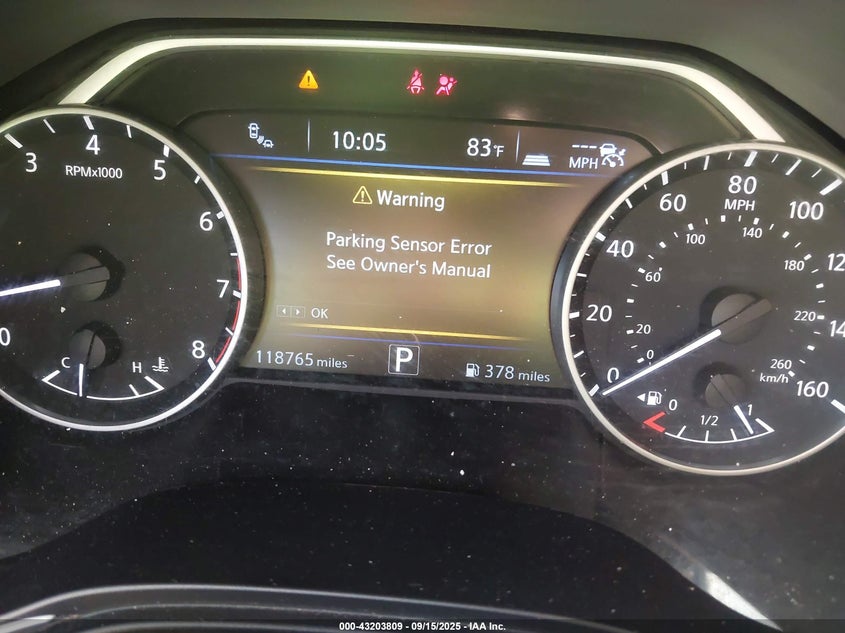 10:05
83°F
--- MPH
Warning
Parking Sensor Error
See Owner's Manual
OK
118765 miles
P
378 miles
3
4
5
6
7
8
0
RPMx1000
C
H
0
20
40
60
80
100
160
MPH
0
20
60
100
140
180
220
260
km/h
0
1/2
1
000-43203809 - 09/15/2025 - IAA Inc.